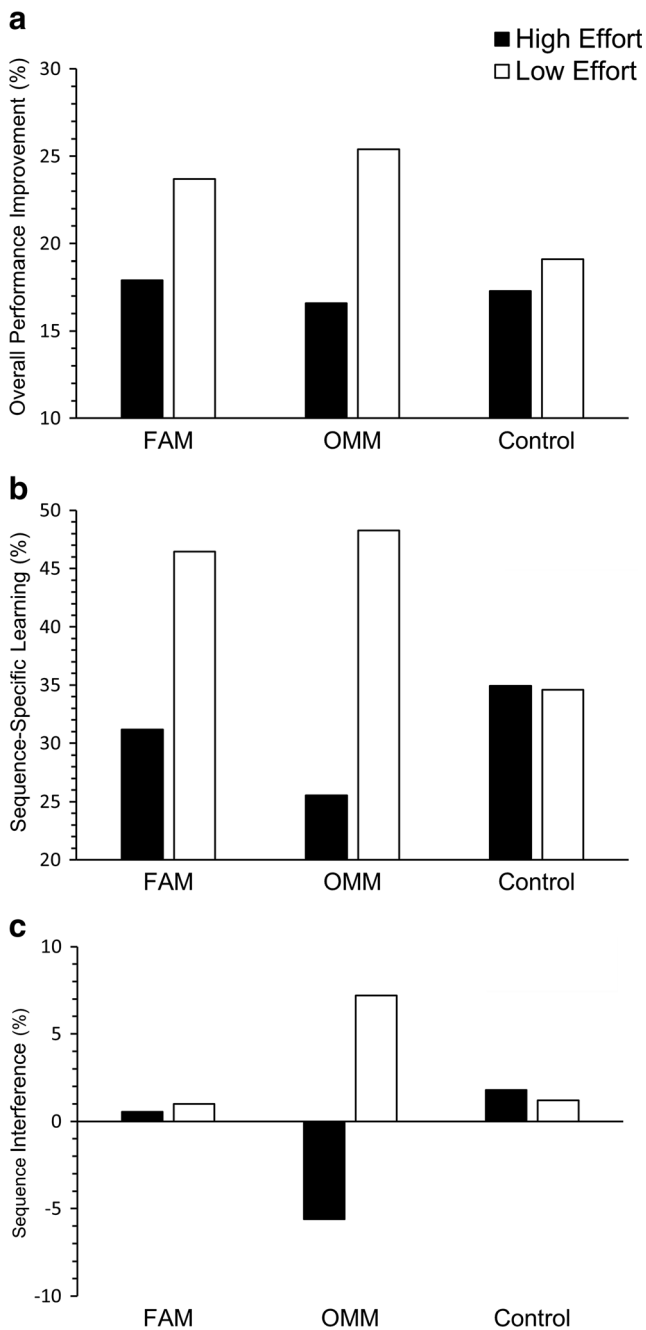 a
High Effort
Low Effort
Overall Performance Improvement (%)
30
25
20
15
10
FAM OMM Control
b
Sequence-Specific Learning (%)
50
45
40
35
30
25
20
FAM OMM Control
c
Sequence Interference (%)
10
5
0
-5
-10
FAM OMM Control